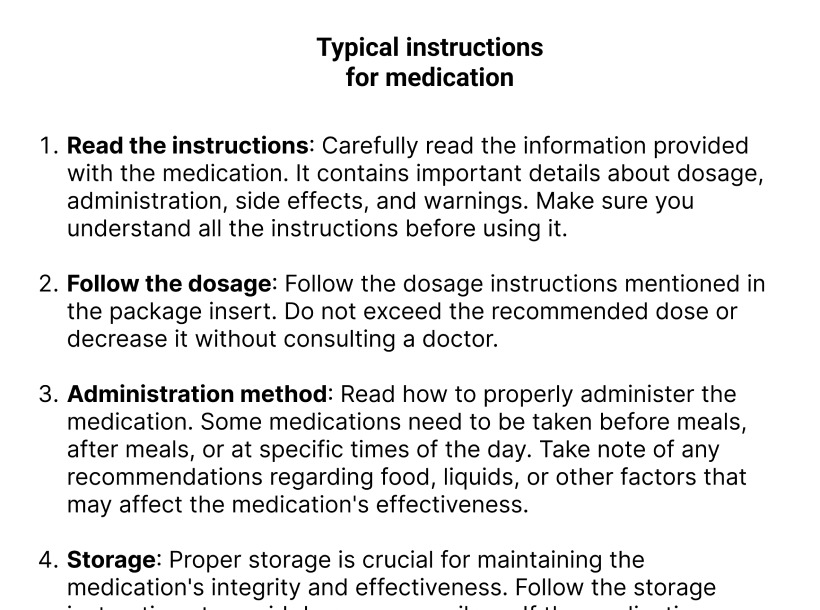 Typical instructions
for medication
1. Read the instructions: Carefully read the information provided
with the medication. It contains important details about dosage,
administration, side effects, and warnings. Make sure you
understand all the instructions before using it.
2. Follow the dosage: Follow the dosage instructions mentioned in
the package insert. Do not exceed the recommended dose or
decrease it without consulting a doctor.
3. Administration method: Read how to properly administer the
medication. Some medications need to be taken before meals,
after meals, or at specific times of the day. Take note of any
recommendations regarding food, liquids, or other factors that
may affect the medication's effectiveness.
4. Storage: Proper storage is crucial for maintaining the
medication's integrity and effectiveness. Follow the storage